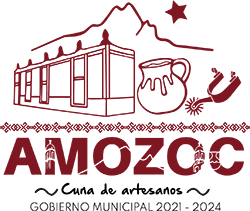 AMOZOC
Cuna de artesanos
GOBIERNO MUNICIPAL 2021 - 2024